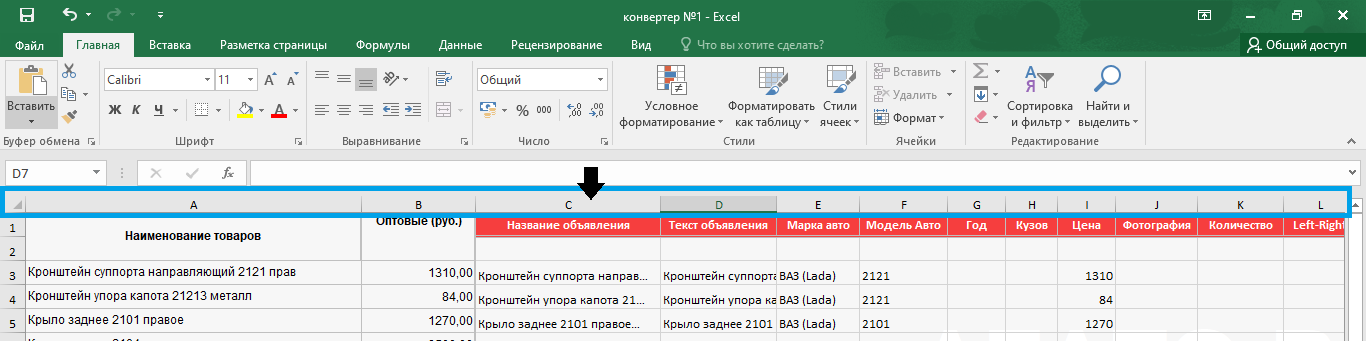 конвертер №1 - Excel
Файл Главная Вставка Разметка страницы Формулы Данные Рецензирование Вид Что вы хотите сделать? Общий доступ
Вставить
Calibri 11
Общий
Условное форматирование
Форматировать как таблицу
Стили ячеек
Вставить
Удалить
Формат
Сортировка и фильтр
Найти и выделить
Ж К Ч
% 000
Буфер обмена Шрифт Выравнивание Число Стили Ячейки Редактирование
D7 fx
A B C D E F G H I J K L
1 Наименование товаров Оптовые (руб.) Название объявления Текст объявления Марка авто Модель Авто Год Кузов Цена Фотография Количество Left-Right
2
3 Кронштейн суппорта направляющий 2121 прав 1310,00 Кронштейн суппорта направ... Кронштейн суппорта ВАЗ (Lada) 2121 1310
4 Кронштейн упора капота 21213 металл 84,00 Кронштейн упора капота 21... Кронштейн упора ка ВАЗ (Lada) 2121 84
5 Крыло заднее 2101 правое 1270,00 Крыло заднее 2101 правое... Крыло заднее 2101 ВАЗ (Lada) 2101 1270